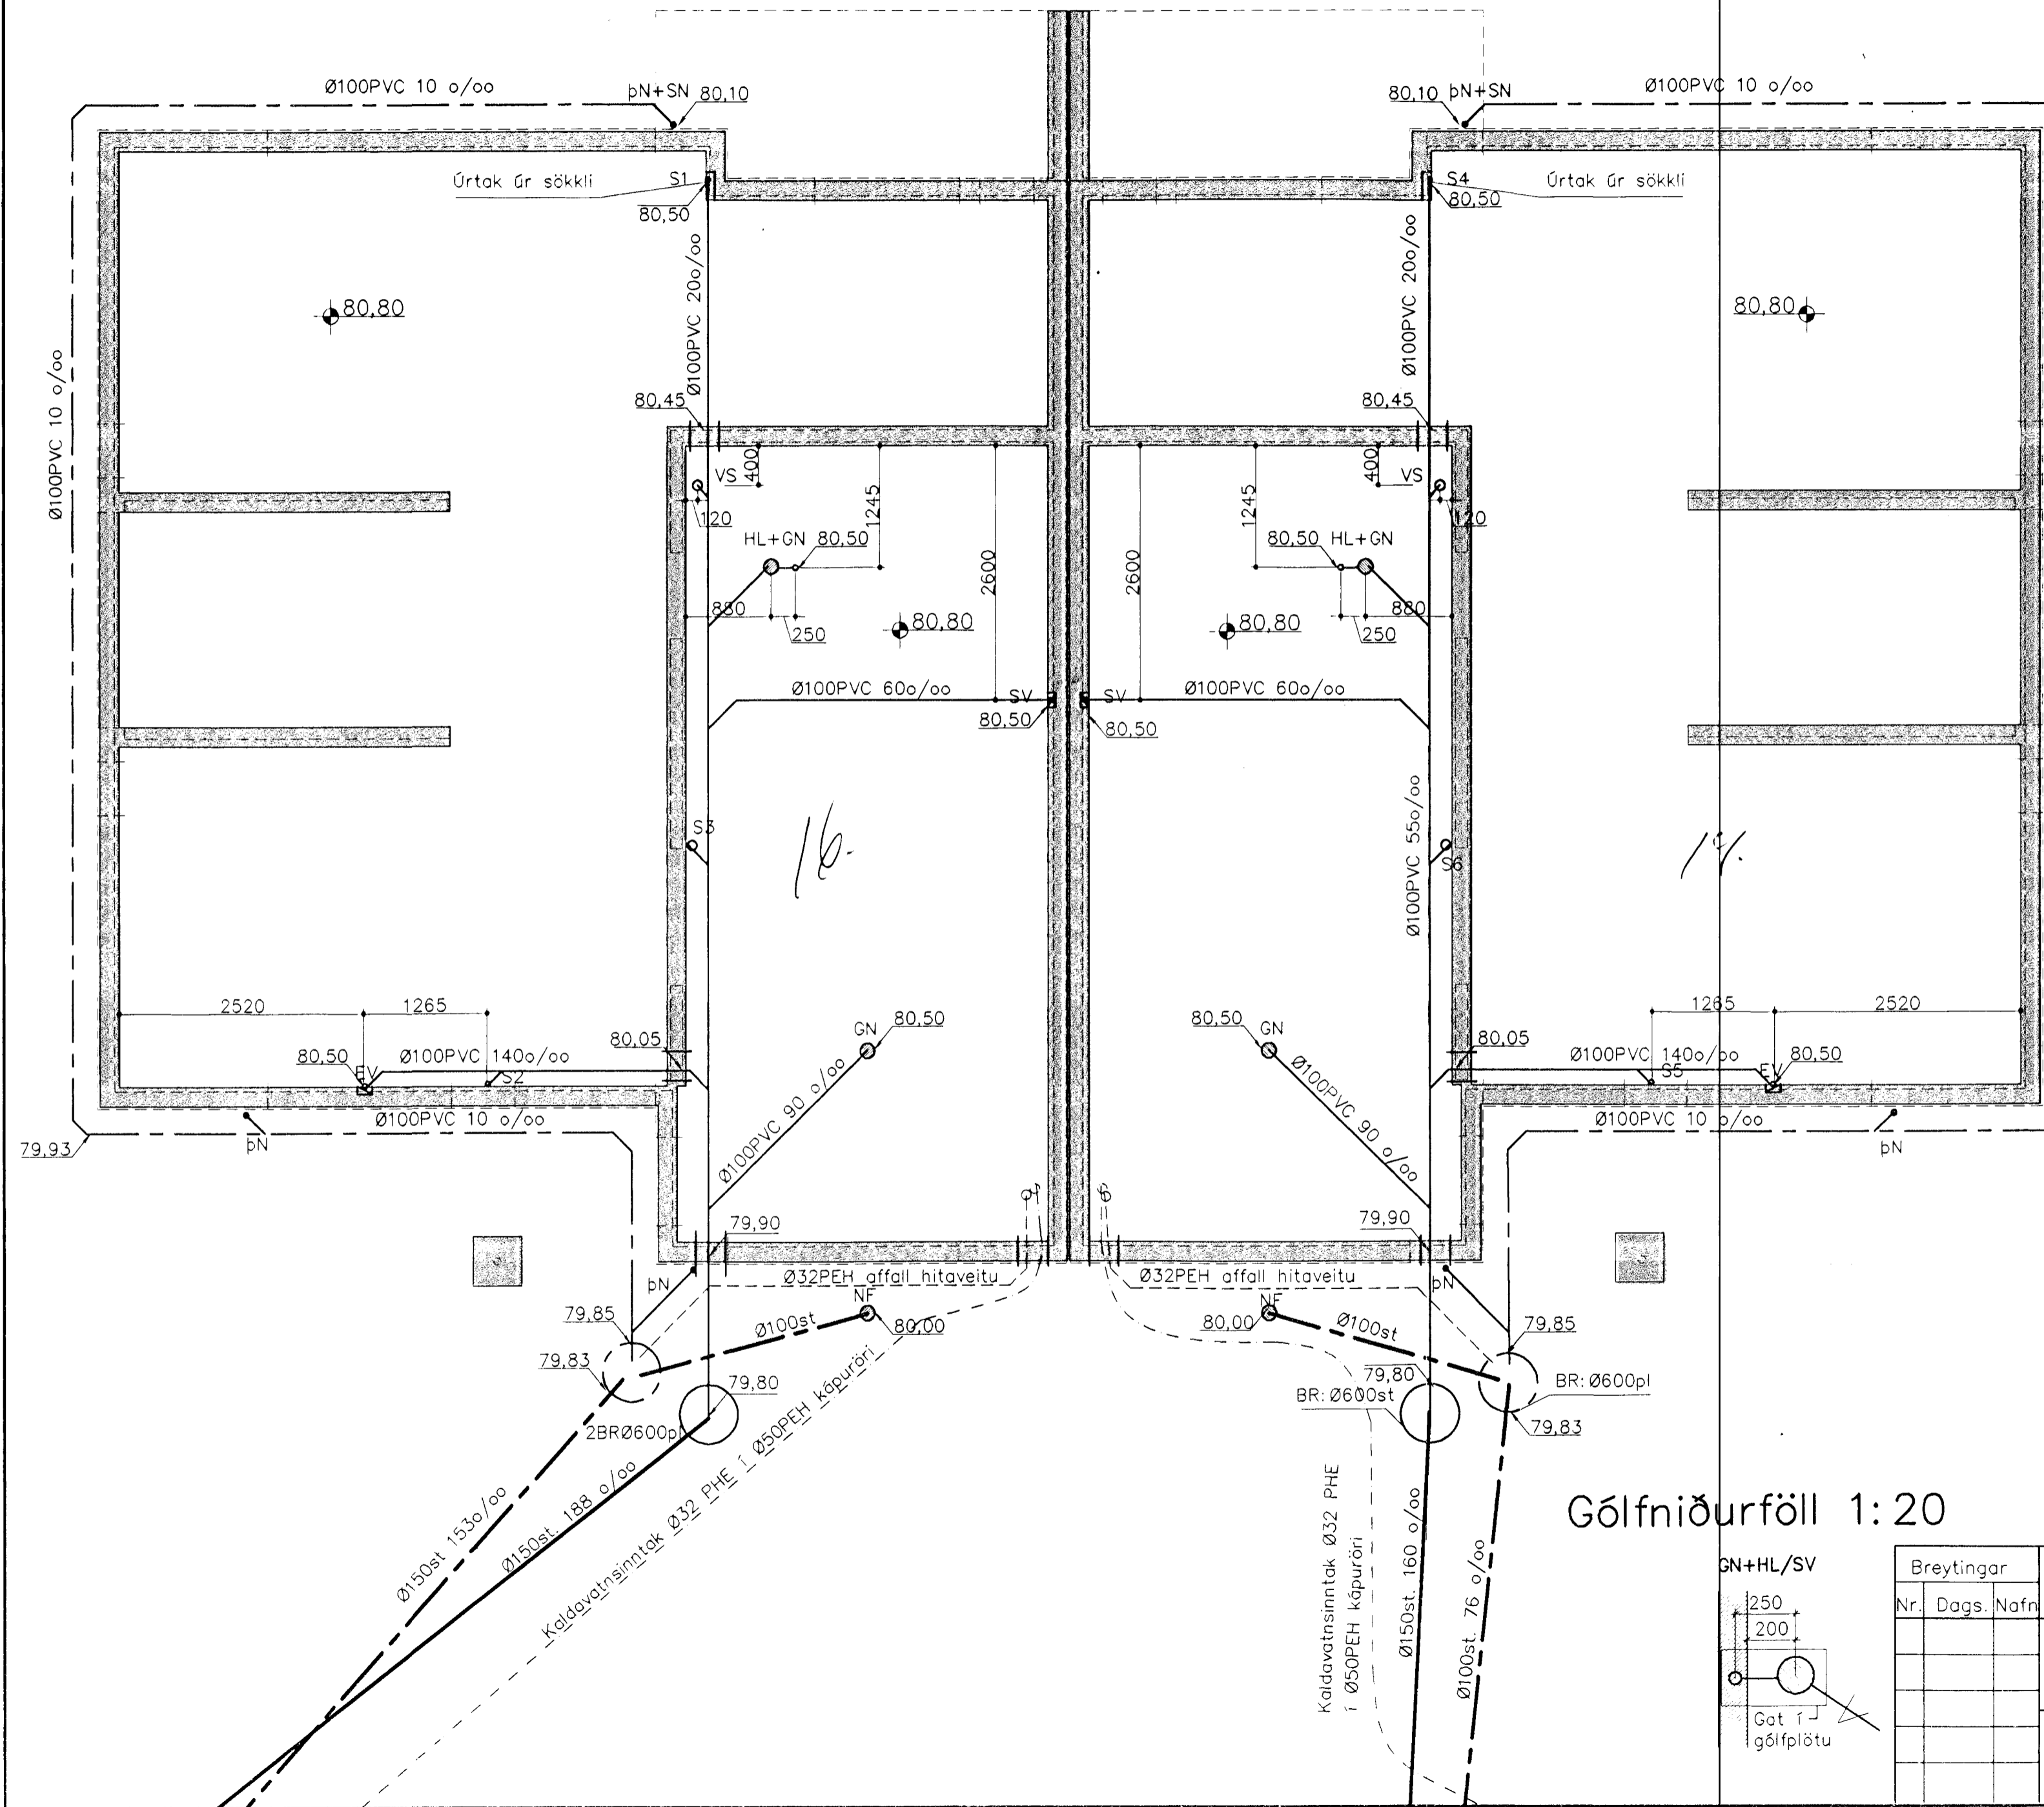 Ø100PVC 10 o/oo
þN+SN
80,10
80,10
þN+SN
Ø100PVC 10 o/oo
Úrtak úr sökkli
S1
80,50
S4
80,50
Úrtak úr sökkli
Ø100PVC 20o/oo
Ø100PVC 20o/oo
80,80
80,80
Ø100PVC 10 o/oo
80,45
80,45
VS
400
120
1245
2600
2600
1245
400
VS
120
HL+GN
80,50
80,50
HL+GN
880
250
80,80
80,80
250
880
Ø100PVC 60o/oo
SV
80,50
SV
80,50
Ø100PVC 60o/oo
S3
16.
Ø100PVC 55o/oo
S6
2520
1265
1265
2520
80,50
EV
Ø100PVC 140o/oo
S2
80,05
GN
80,50
80,50
GN
80,05
Ø100PVC 140o/oo
S5
EV
80,50
Ø100PVC 90 o/oo
Ø100PVC 90 o/oo
79,93
þN
Ø100PVC 10 o/oo
Ø100PVC 10 o/oo
þN
79,90
79,90
þN
Ø32PEH affall hitaveitu
Ø32PEH affall hitaveitu
þN
79,85
NF
80,00
Ø100st
NF
80,00
Ø100st
79,85
79,83
79,80
2BRØ600pl
79,80
BR: Ø600st
BR: Ø600pl
79,83
Ø150st 153o/oo
Ø150st. 188 o/oo
Kaldavatnsinntak Ø32 PHE í Ø50PEH kápuröri
Kaldavatnsinntak Ø32 PHE
í Ø50PEH kápuröri
Ø150st. 160 o/oo
Ø100st. 76 o/oo
Gólfniðurföll 1:20
GN+HL/SV
250
200
Gat í
gólfplötu
Breytingar
Nr. Dags. Nafn